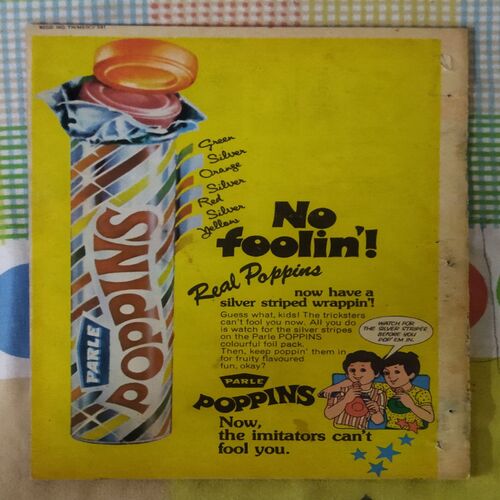 Green
Silver
Orange
Silver
Red
Silver
Yellow
No
foolin'!
Real Poppins
now have a
silver striped wrappin'!
Guess what, kids! The tricksters
can't fool you now. All you do
is watch for the silver stripes
on the Parle POPPINS
colourful foil pack.
Then, keep poppin' them in
for fruity flavoured
fun, okay?
WATCH FOR
THE SILVER STRIPES
BEFORE YOU
POP 'EM IN.
PARLE
POPPINS
Now,
the imitators can't
fool you.
PARLE
POPPINS